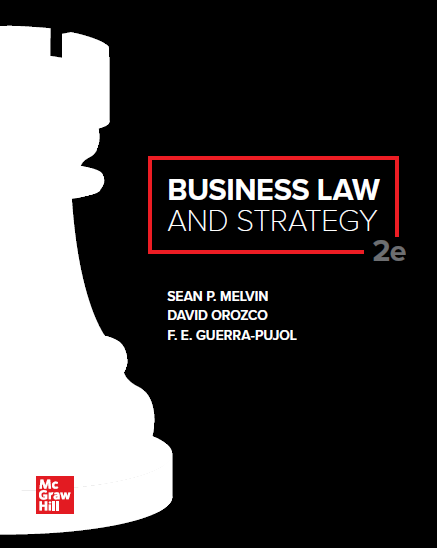 BUSINESS LAW
AND STRATEGY
2e
SEAN P. MELVIN
DAVID OROZCO
F. E. GUERRA-PUJOL
Mc
Graw
Hill